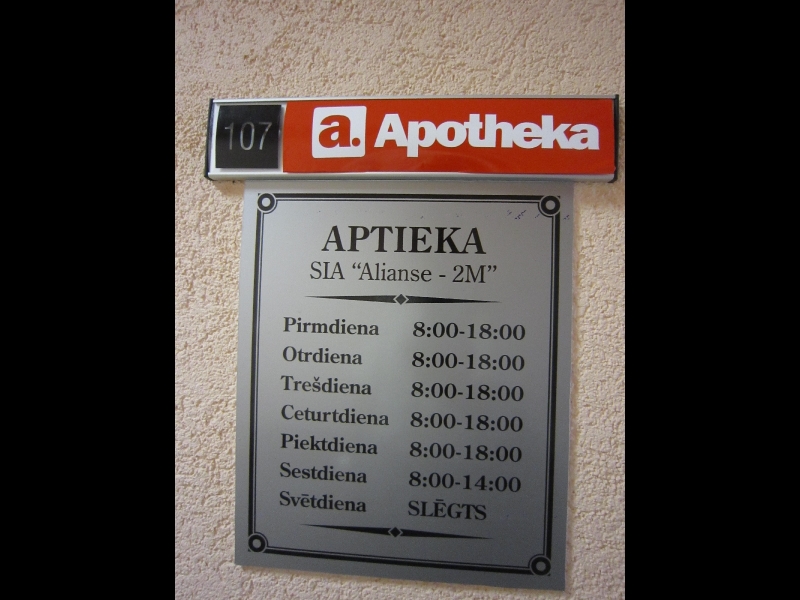 107 a. Apotheka
APTIEKA
SIA “Alianse - 2M”
Pirmdiena 8:00-18:00
Otrdiena 8:00-18:00
Trešdiena 8:00-18:00
Ceturtdiena 8:00-18:00
Piektdiena 8:00-18:00
Sestdiena 8:00-14:00
Svētdiena SLĒGTS